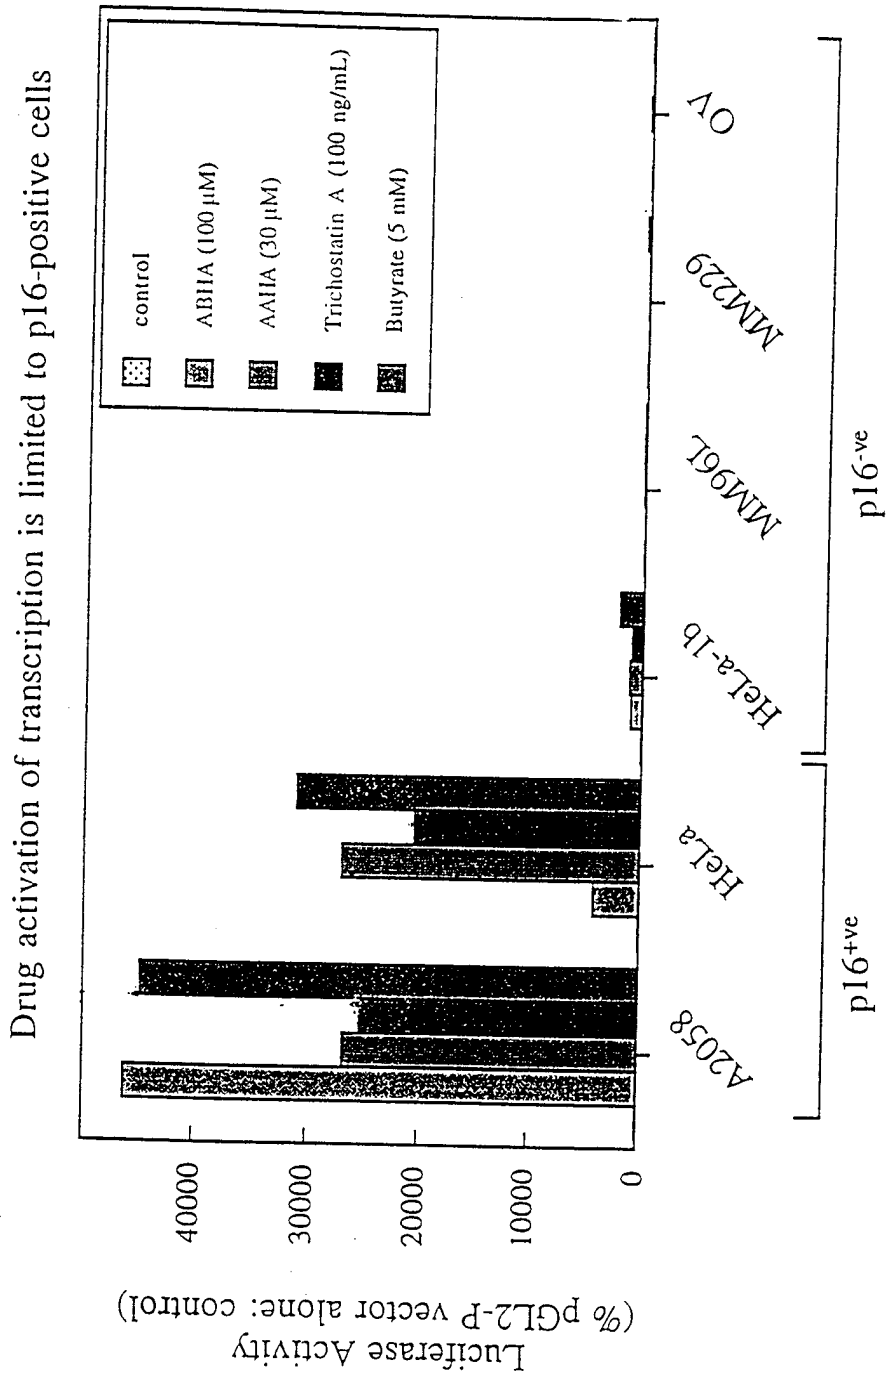 Drug activation of transcription is limited to p16-positive cells
control
ABHA (100 µM)
AAHA (30 µM)
Trichostatin A (100 ng/mL)
Butyrate (5 mM)
Luciferase Activity
(% pGL2-P vector alone: control)
40000
30000
20000
10000
0
A2058
HeLa
HeLa-1b
MM96L
MM229
OV
p16+ve
p16-ve